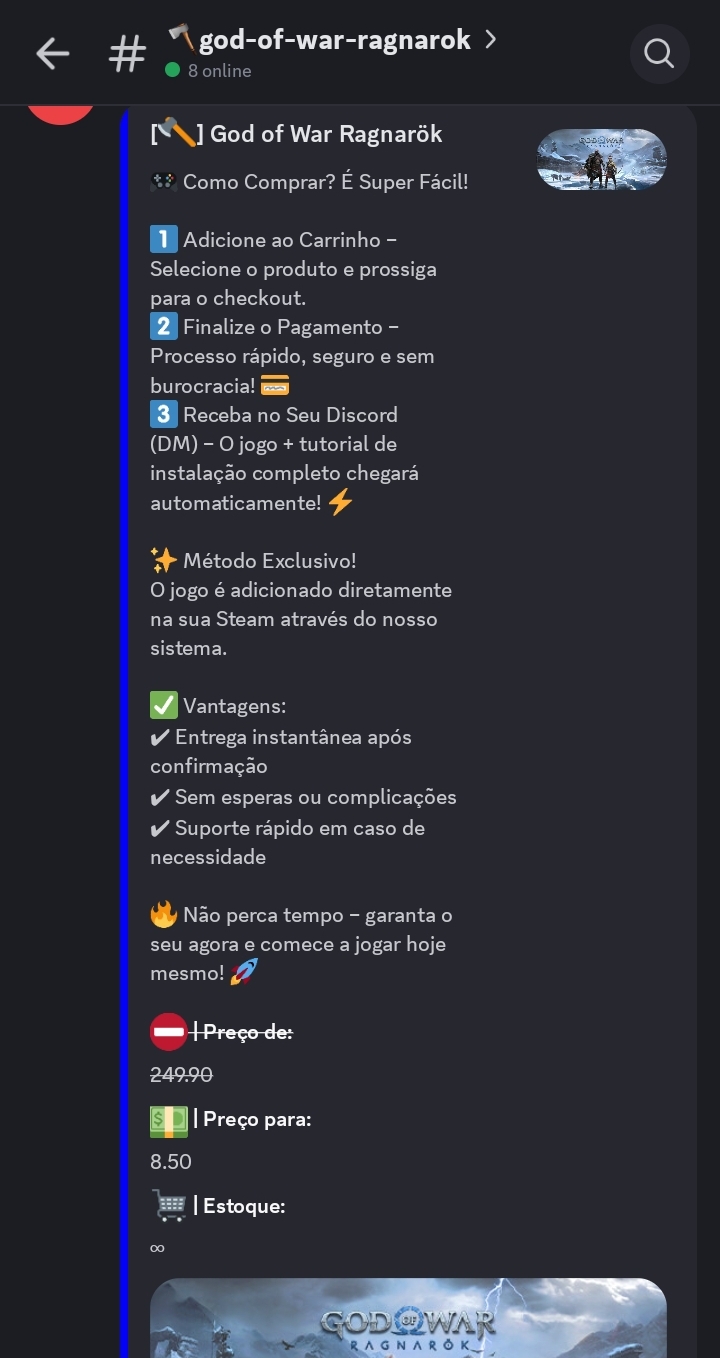 # 🪓god-of-war-ragnarok
8 online
[🪓] God of War Ragnarök
🎮 Como Comprar? É Super Fácil!
1️⃣ Adicione ao Carrinho –
Selecione o produto e prossiga
para o checkout.
2️⃣ Finalize o Pagamento –
Processo rápido, seguro e sem
burocracia! 💳
3️⃣ Receba no Seu Discord
(DM) – O jogo + tutorial de
instalação completo chegará
automaticamente! ⚡
✨ Método Exclusivo!
O jogo é adicionado diretamente
na sua Steam através do nosso
sistema.
✅ Vantagens:
✔ Entrega instantânea após
confirmação
✔ Sem esperas ou complicações
✔ Suporte rápido em caso de
necessidade
🔥 Não perca tempo – garanta o
seu agora e comece a jogar hoje
mesmo! 🚀
⛔ | Preço de:
249.90
💵 | Preço para:
8.50
🛒 | Estoque:
∞
GOD OF WAR
RAGNARÖK